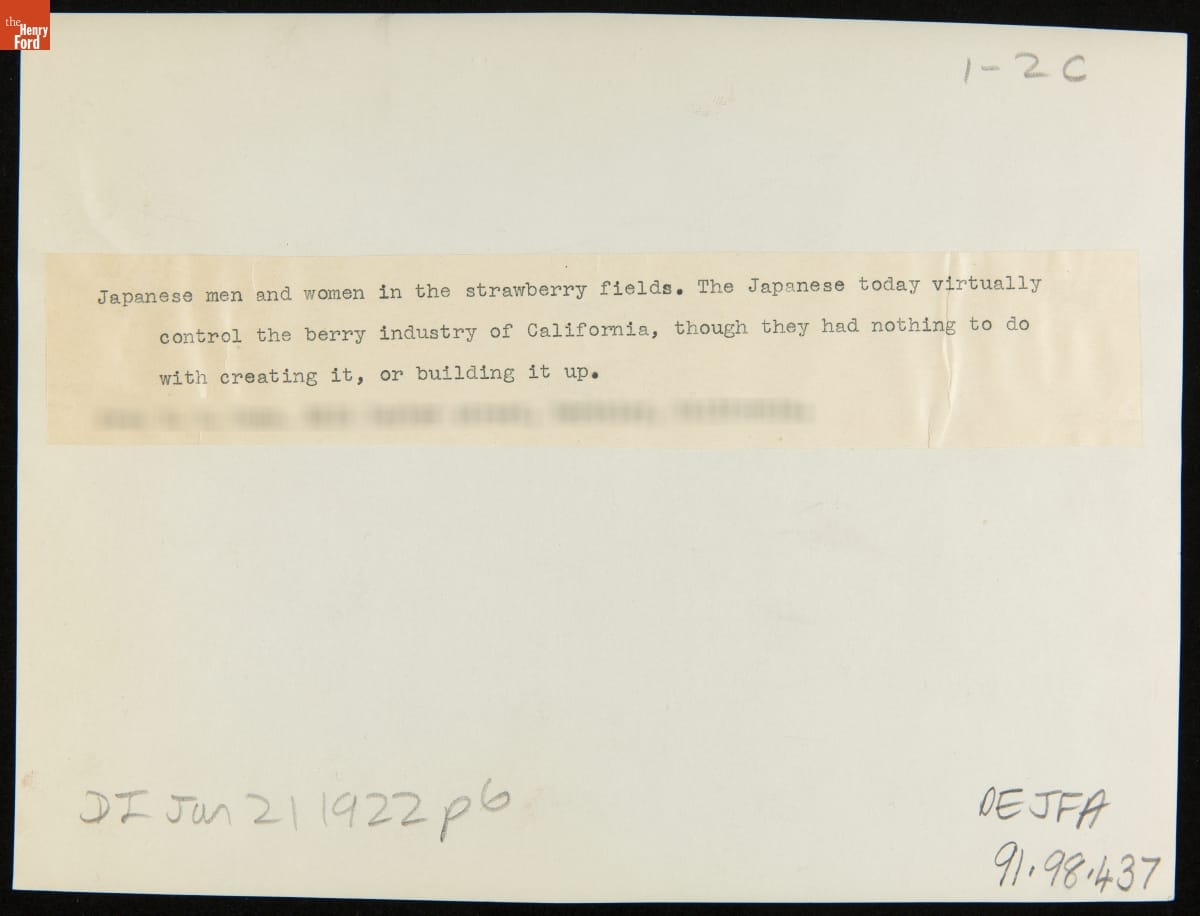 the
Henry
Ford
1-2C
Japanese men and women in the strawberry fields. The Japanese today virtually
control the berry industry of California, though they had nothing to do
with creating it, or building it up.
DI Jan 21 1922 p6
DEJFA
91.98.437